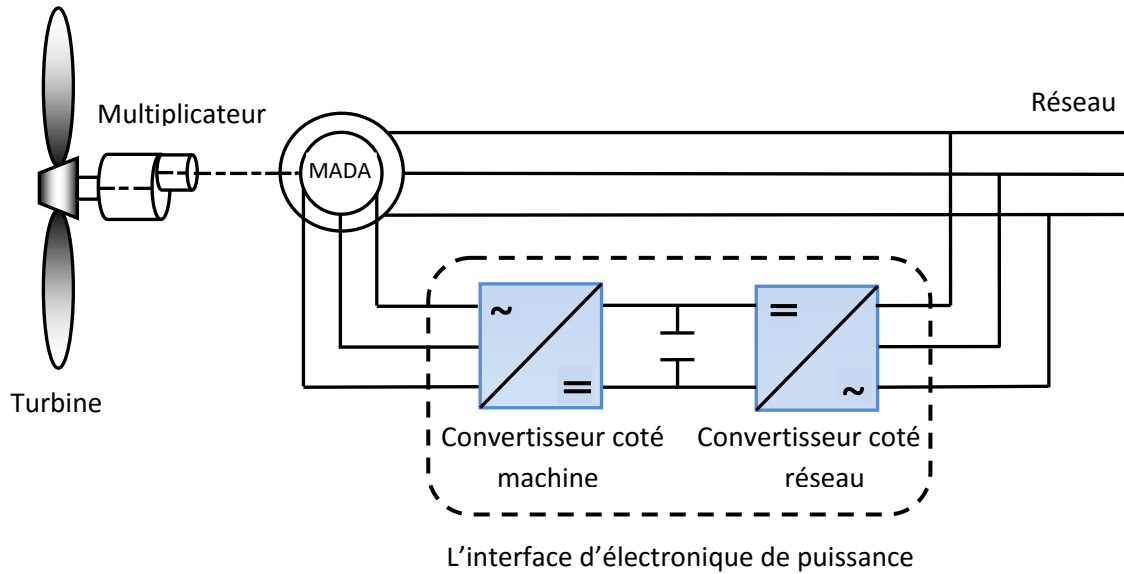 Multiplicateur
Réseau
MADA
Turbine
~
=
=
~
Convertisseur coté
machine
Convertisseur coté
réseau
L'interface d'électronique de puissance